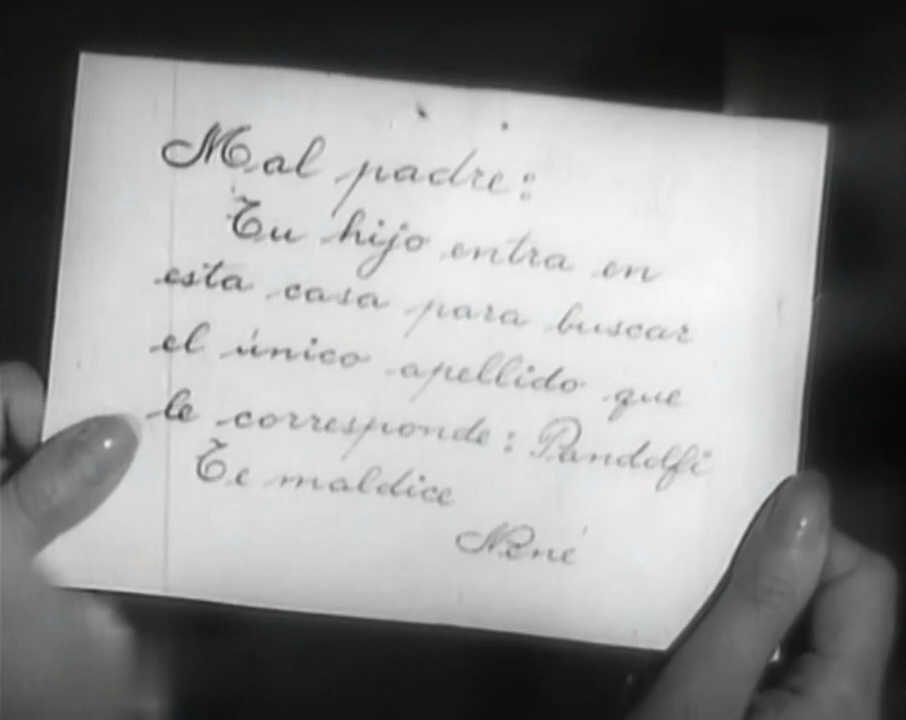 Mal padre:
Tu hijo entra en
esta casa para buscar
el único apellido que
le corresponde: Pandolfi
Te maldice
Nené